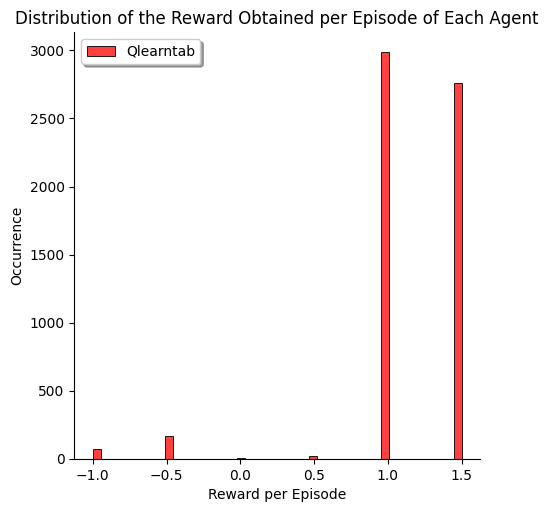 Distribution of the Reward Obtained per Episode of Each Agent
Qlearntab
3000
2500
2000
1500
1000
500
0
Occurrence
−1.0 −0.5 0.0 0.5 1.0 1.5
Reward per Episode